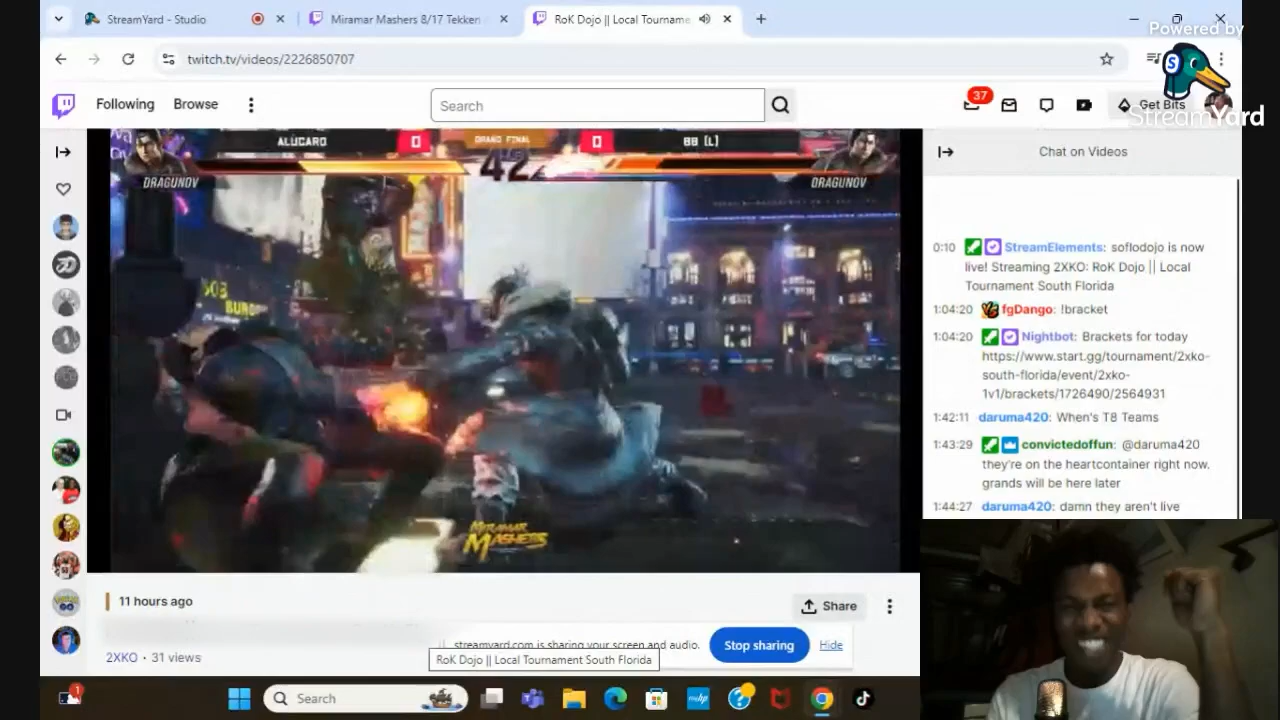 StreamYard - Studio
Miramar Mashers 8/17 Tekken
RoK Dojo || Local Tourname
Powered by
StreamYard
twitch.tv/videos/2226850707
Following
Browse
Search
37
Get Bits
ALUCARD
0
GRAND FINAL
0
88 [L]
42
DRAGUNOV
DRAGUNOV
MIRAMAR
MASHERS
Chat on Videos
0:10 StreamElements: soflodojo is now
live! Streaming 2XKO: RoK Dojo || Local
Tournament South Florida
1:04:20 fgDango: !bracket
1:04:20 Nightbot: Brackets for today
https://www.start.gg/tournament/2xko-
south-florida/event/2xko-
1v1/brackets/1726490/2564931
1:42:11 daruma420: When's T8 Teams
1:43:29 convictedoffun: @daruma420
they're on the heartcontainer right now.
grands will be here later
1:44:27 daruma420: damn they aren't live
11 hours ago
Share
2XKO • 31 views
streamyard.com is sharing your screen and audio.
Stop sharing
Hide
RoK Dojo || Local Tournament South Florida
1
Search